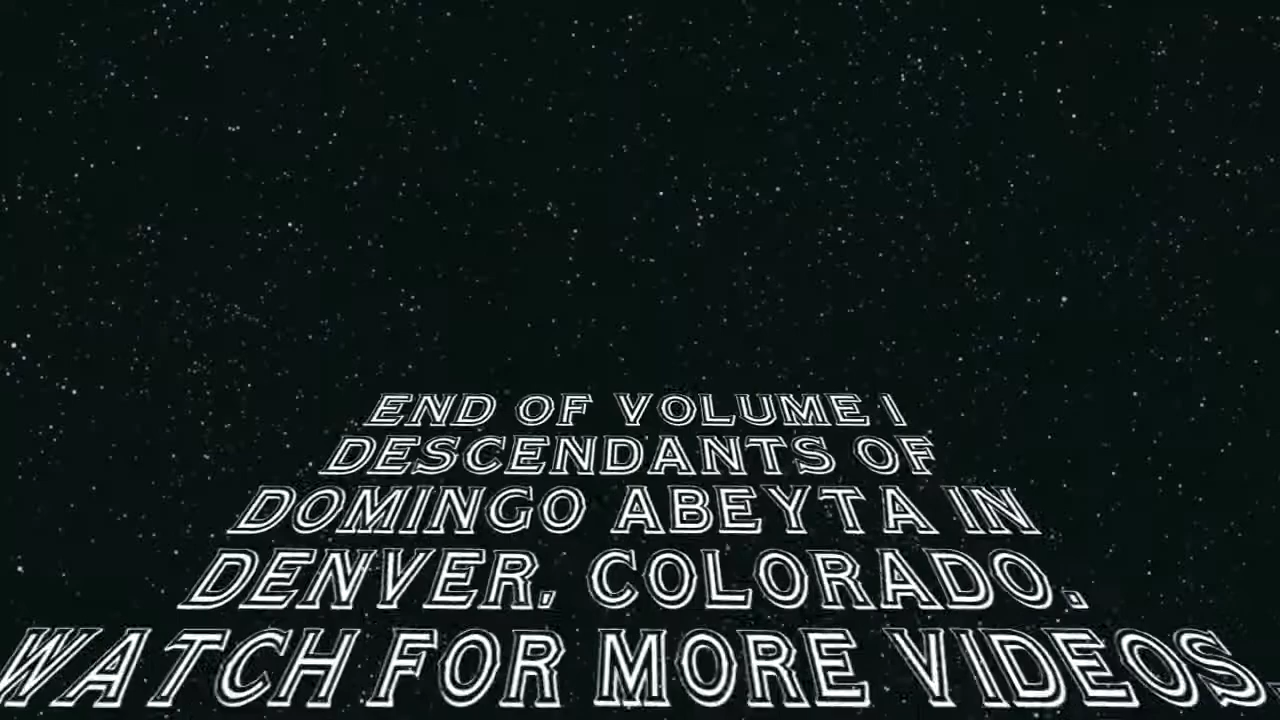 END OF VOLUME I
DESCENDANTS OF
DOMINGO ABEYTA IN
DENVER, COLORADO.
WATCH FOR MORE VIDEOS.